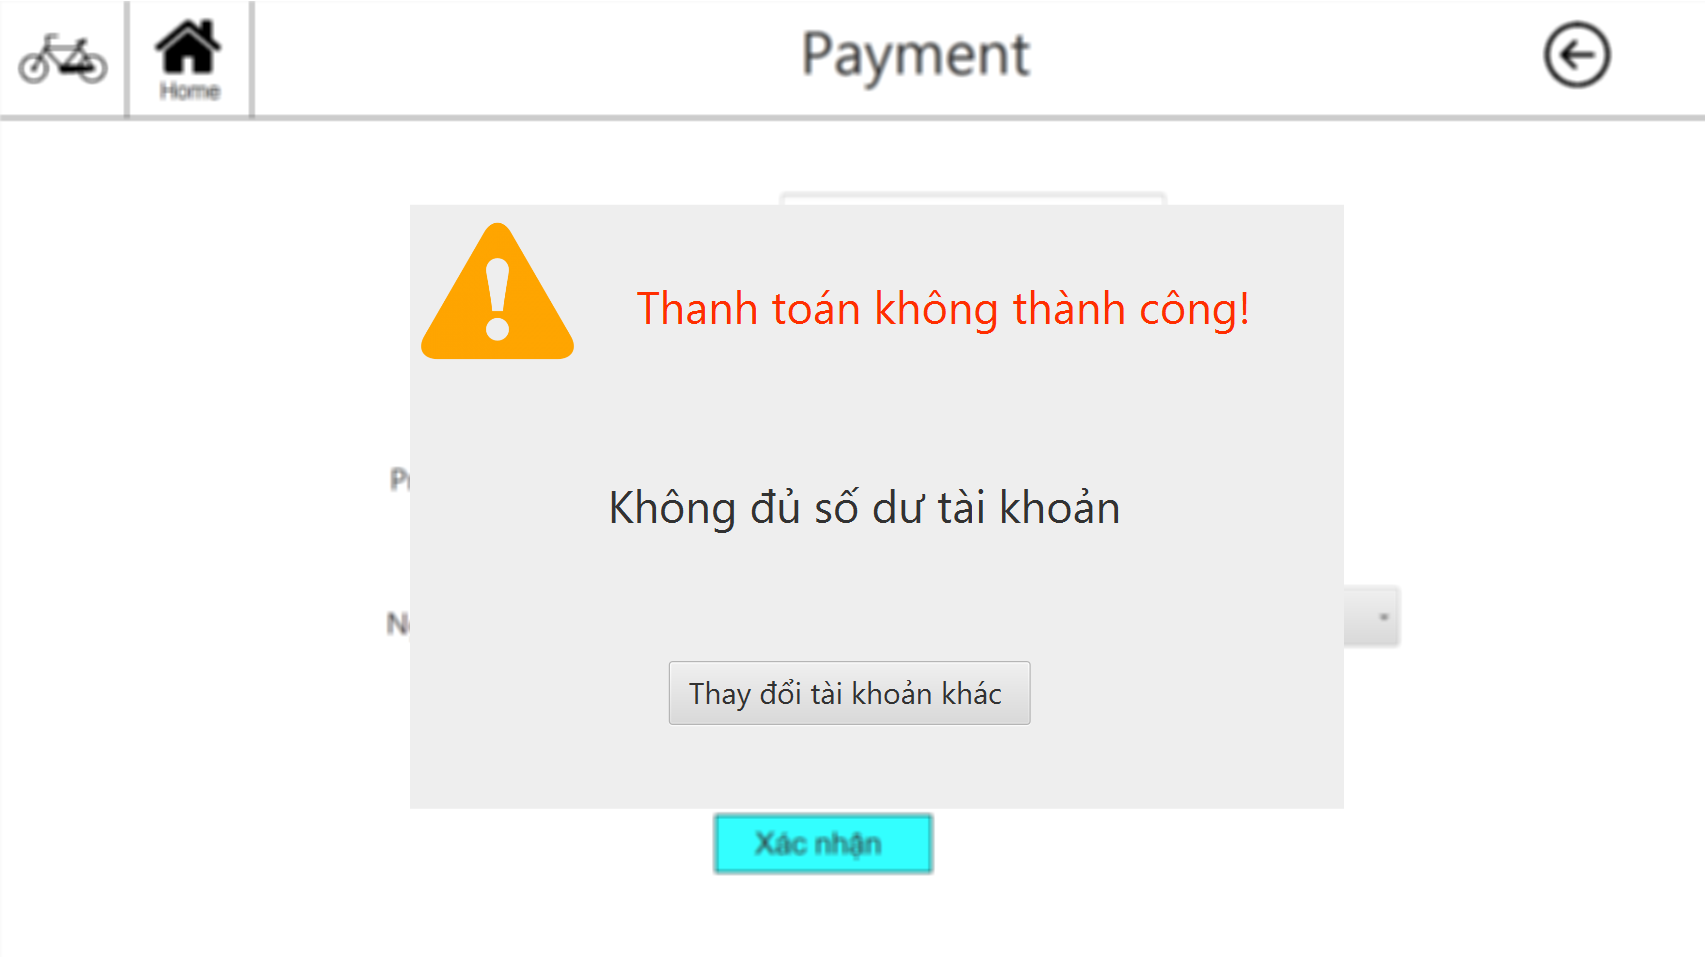 Payment
Home
Thanh toán không thành công!
Không đủ số dư tài khoản
Thay đổi tài khoản khác
Xác nhận